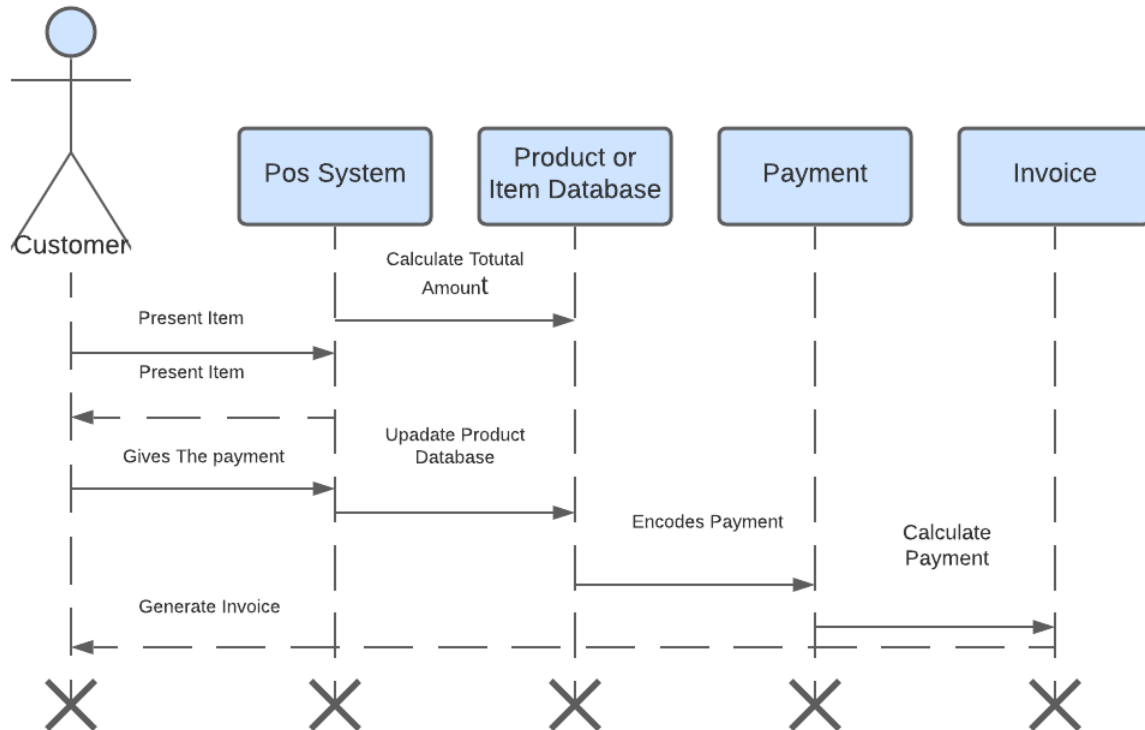 Customer
Pos System
Product or
Item Database
Payment
Invoice
Calculate Totutal
Amount
Present Item
Present Item
Gives The payment
Upadate Product
Database
Encodes Payment
Calculate
Payment
Generate Invoice